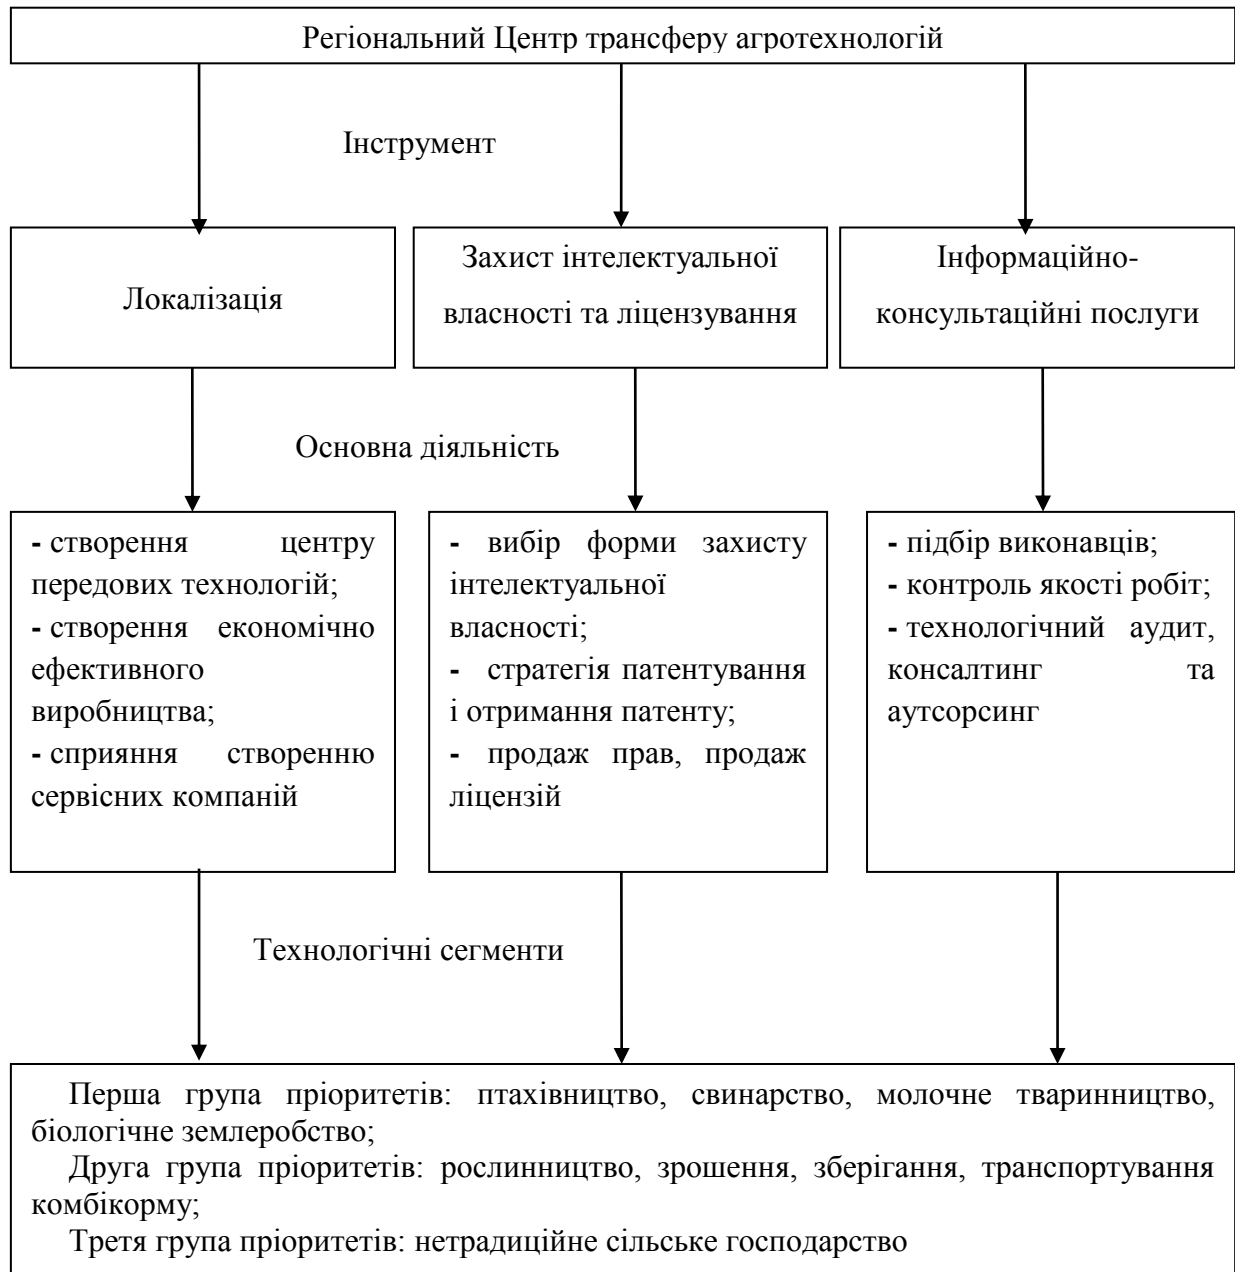 Регіональний Центр трансферу агротехнологій
Інструмент
Локалізація
Захист інтелектуальної
власності та ліцензування
Інформаційно-
консультаційні послуги
Основна діяльність
- створення центру
передових технологій;
- створення економічно
ефективного
виробництва;
- сприяння створенню
сервісних компаній
- вибір форми захисту
інтелектуальної
власності;
- стратегія патентування
і отримання патенту;
- продаж прав, продаж
ліцензій
- підбір виконавців;
- контроль якості робіт;
- технологічний аудит,
консалтинг та
аутсорсинг
Технологічні сегменти
Перша група пріоритетів: птахівництво, свинарство, молочне тваринництво,
біологічне землеробство;
Друга група пріоритетів: рослинництво, зрошення, зберігання, транспортування
комбікорму;
Третя група пріоритетів: нетрадиційне сільське господарство